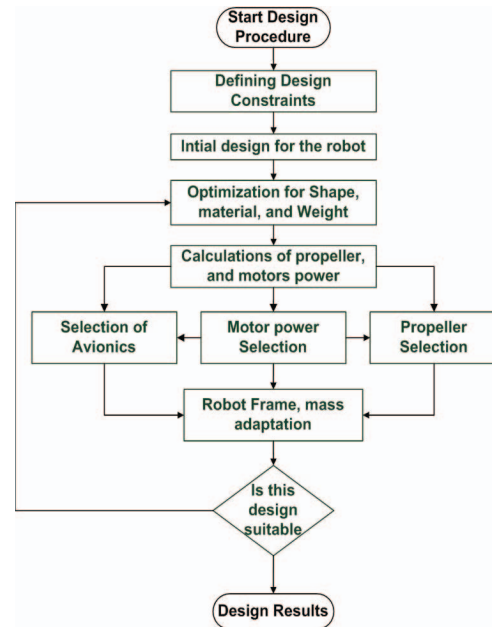 Start Design
Procedure
Defining Design
Constraints
Intial design for the robot
Optimization for Shape,
material, and Weight
Calculations of propeller,
and motors power
Selection of
Avionics
Motor power
Selection
Propeller
Selection
Robot Frame, mass
adaptation
Is this
design
suitable
Design Results